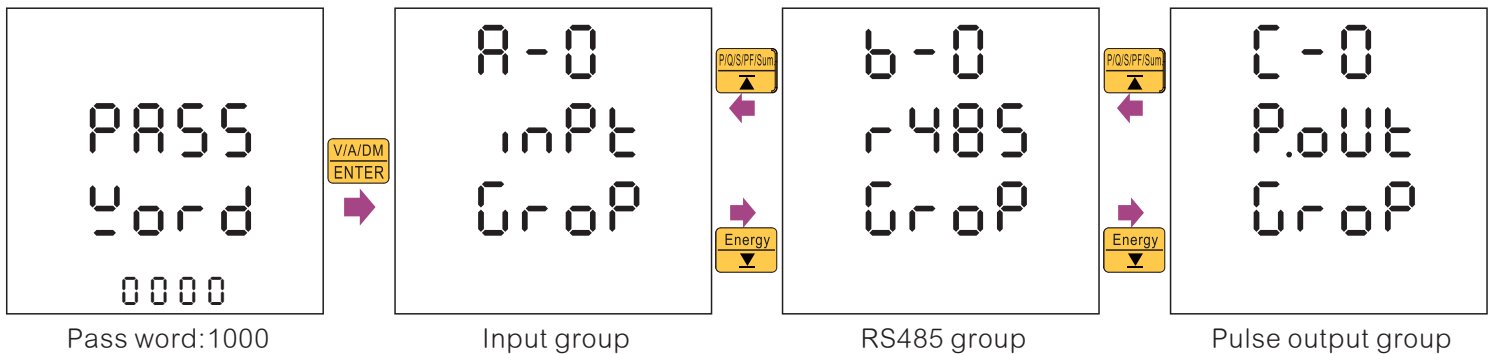 PASS
word
0000
Pass word:1000
V/A/DM
ENTER
A-0
inPt
GroP
Input group
P/Q/S/PF/Sum.
Energy
b-0
r485
GroP
RS485 group
P/Q/S/PF/Sum.
Energy
C-0
P.oUt
GroP
Pulse output group